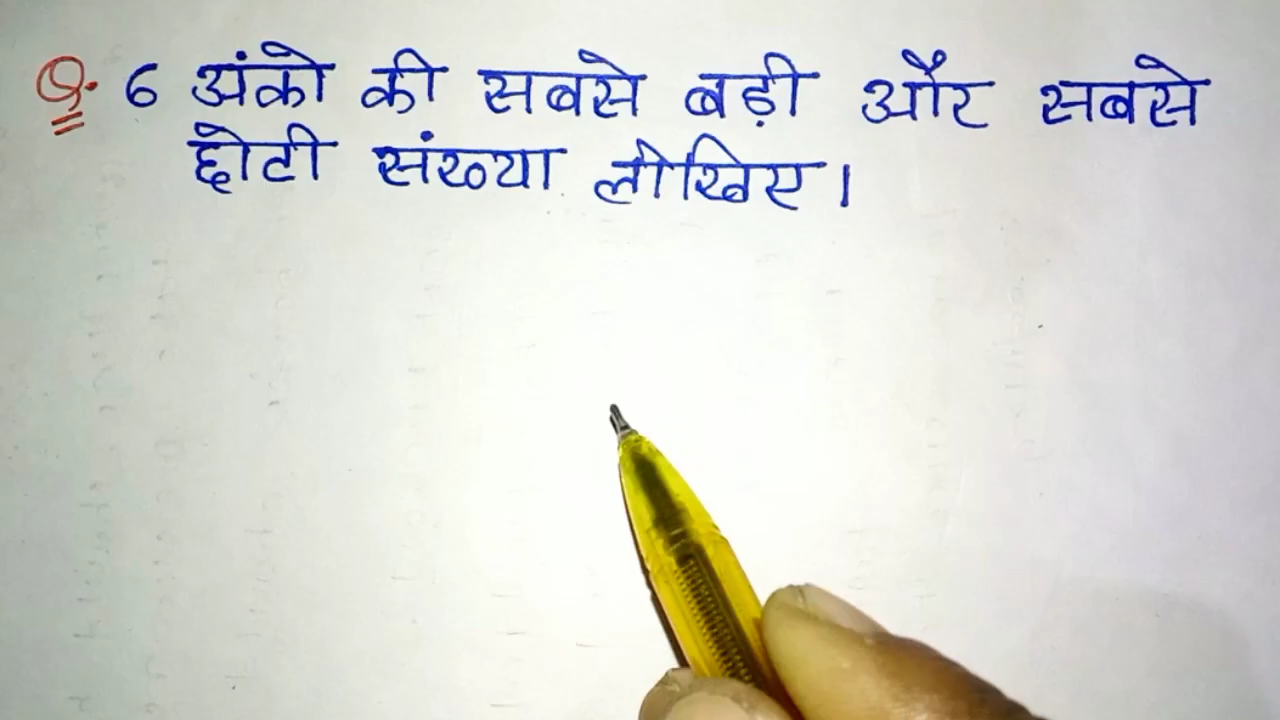 Q. 6 अंको की सबसे बड़ी और सबसे
छोटी संख्या लीखिए।